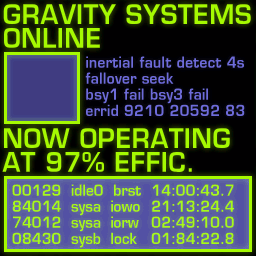 GRAVITY SYSTEMS
ONLINE
inertial fault detect 4s
fallover seek
bsy1 fail bsy3 fail
errid 9210 20592 83
NOW OPERATING
AT 97% EFFIC.
00129 idle0 brst 14:00:43.7
84014 sysa iowo 21:13:24.4
74012 sysa iorw 02:49:10.0
08430 sysb lock 01:84:22.8